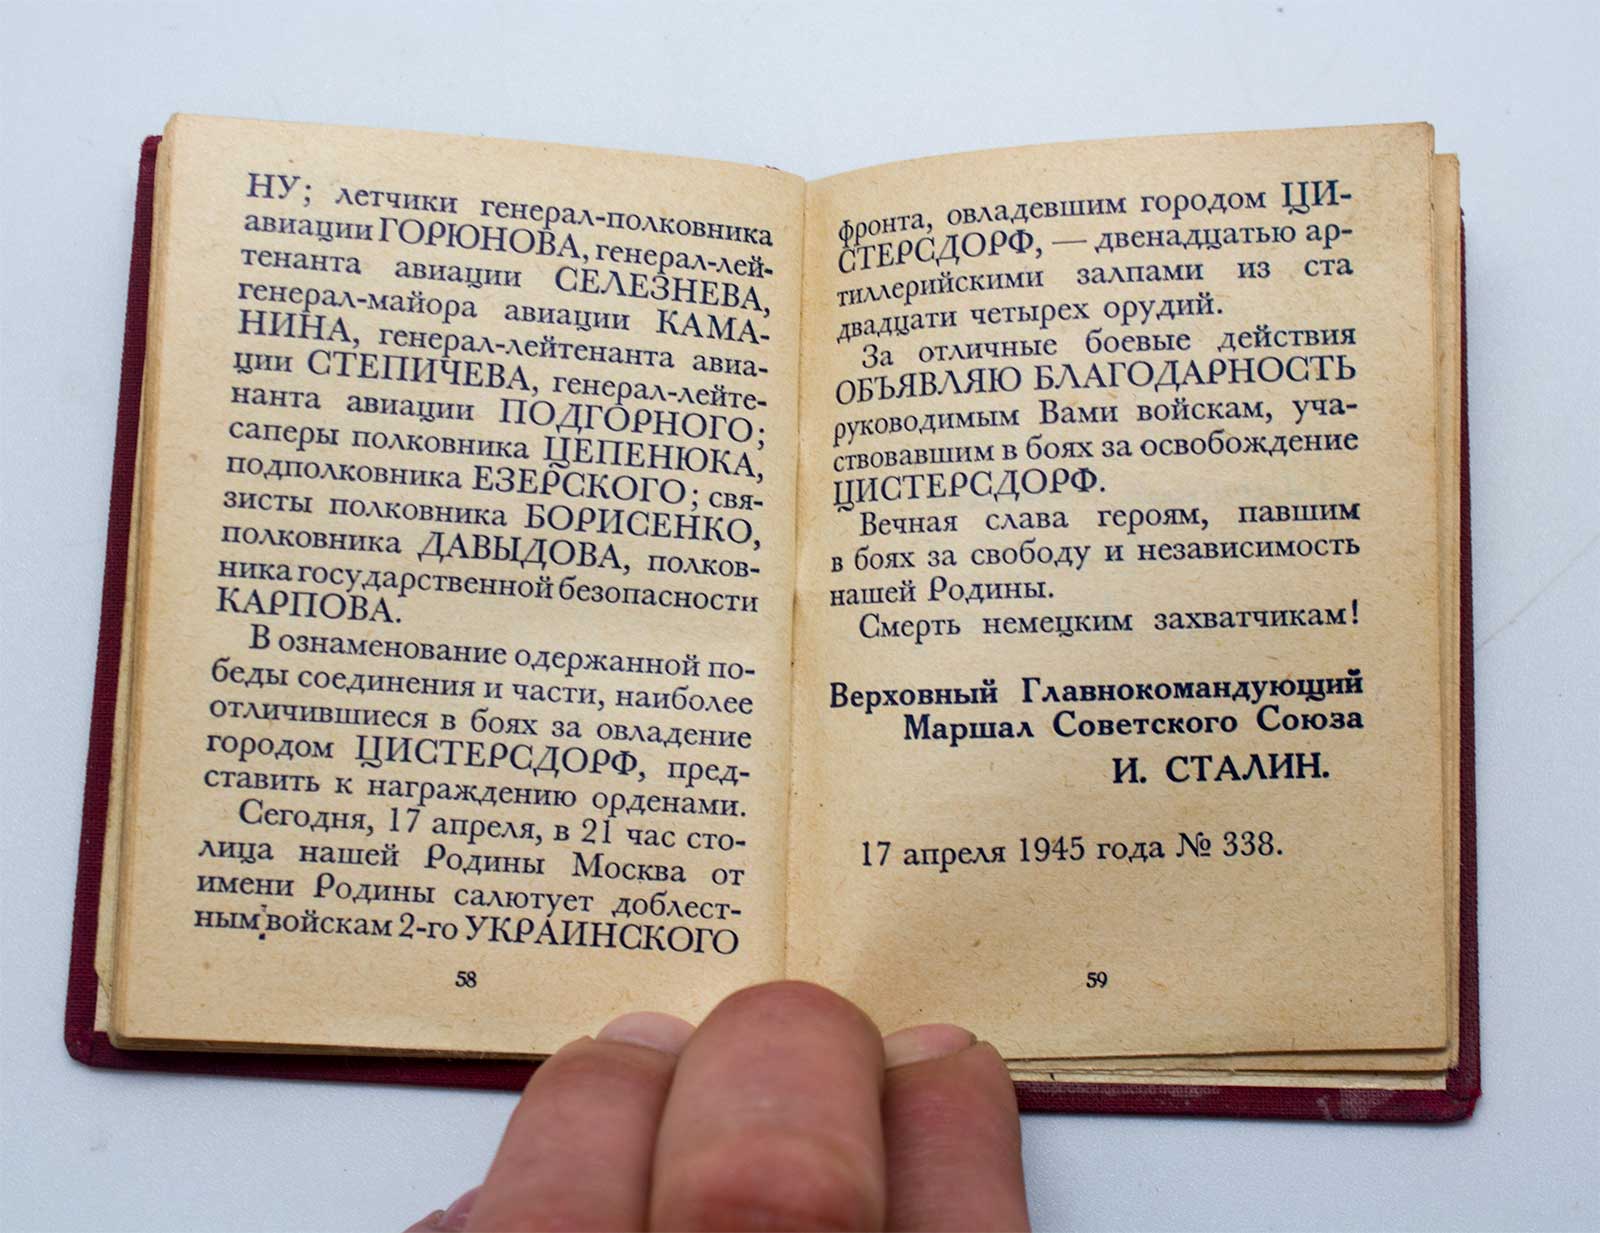 НУ; летчики генерал-полковника
авиации ГОРЮНОВА, генерал-лей-
тенанта авиации СЕЛЕЗНЕВА,
генерал-майора авиации КАМА-
НИНА, генерал-лейтенанта авиа-
ции СТЕПИЧЕВА, генерал-лейте-
нанта авиации ПОДГОРНОГО;
саперы полковника ЦЕПЕНЮКА,
подполковника ЕЗЕРСКОГО; свя-
зисты полковника БОРИСЕНКО,
полковника ДАВЫДОВА, полков-
ника государственной безопасности
КАРПОВА.
В ознаменование одержанной по-
беды соединения и части, наиболее
отличившиеся в боях за овладение
городом ЦИСТЕРСДОРФ, пред-
ставить к награждению орденами.
Сегодня, 17 апреля, в 21 час сто-
лица нашей Родины Москва от
имени Родины салютует доблест-
ным войскам 2-го УКРАИНСКОГО
58
фронта, овладевшим городом ЦИ-
СТЕРСДОРФ, — двенадцатью ар-
тиллерийскими залпами из ста
двадцати четырех орудий.
За отличные боевые действия
ОБЪЯВЛЯЮ БЛАГОДАРНОСТЬ
руководимым Вами войскам, уча-
ствовавшим в боях за освобождение
ЦИСТЕРСДОРФ.
Вечная слава героям, павшим
в боях за свободу и независимость
нашей Родины.
Смерть немецким захватчикам!
Верховный Главнокомандующий
Маршал Советского Союза
И. СТАЛИН.
17 апреля 1945 года № 338.
59